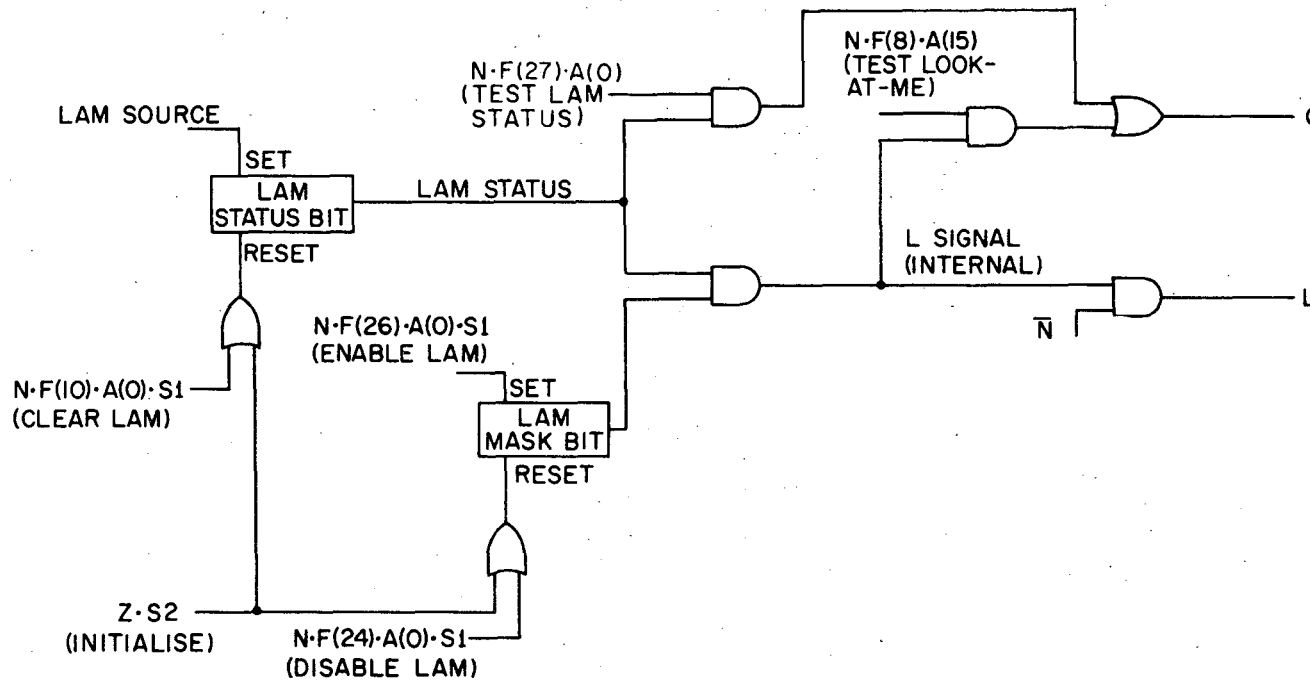 N·F(8)·A(15)
(TEST LOOK-
AT-ME)
N·F(27)·A(0)
(TEST LAM
STATUS)
LAM SOURCE
SET
LAM
STATUS BIT
LAM STATUS
RESET
L SIGNAL
(INTERNAL)
L
N̅
N·F(26)·A(0)·S1
(ENABLE LAM)
SET
LAM
MASK BIT
RESET
N·F(10)·A(0)·S1
(CLEAR LAM)
Z·S2
(INITIALISE)
N·F(24)·A(0)·S1
(DISABLE LAM)